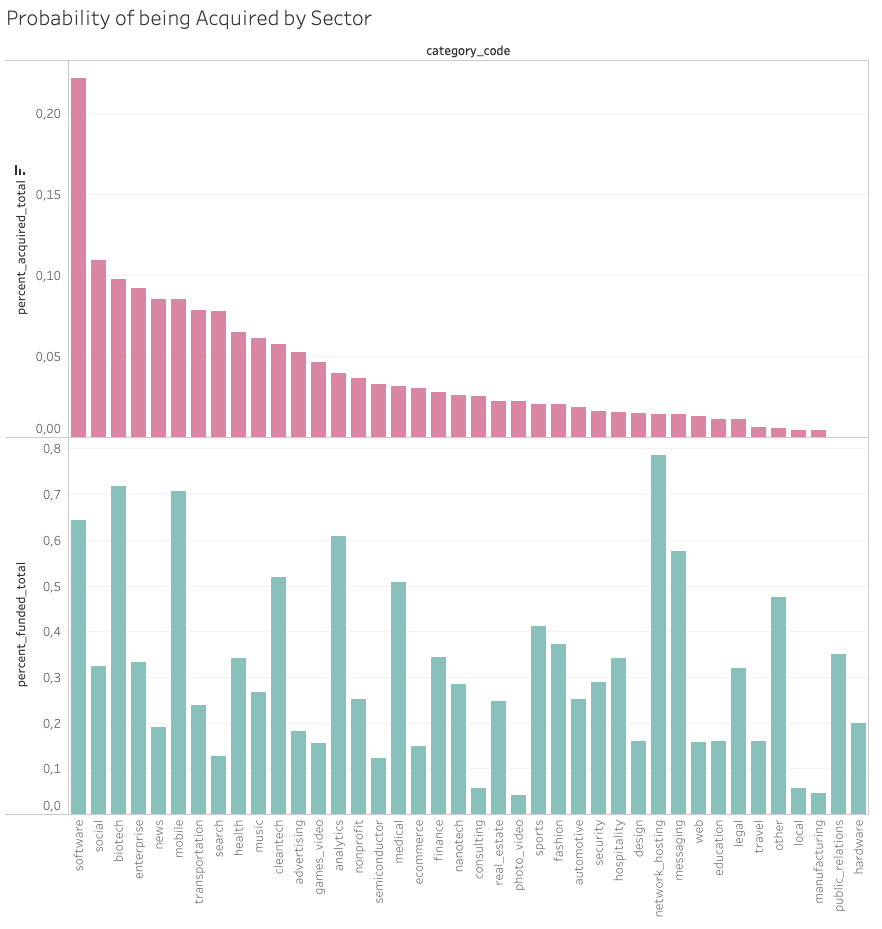 Probability of being Acquired by Sector
category_code
percent_acquired_total
0,20
0,15
0,10
0,05
0,00
percent_funded_total
0,8
0,7
0,6
0,5
0,4
0,3
0,2
0,1
0,0
software
social
biotech
enterprise
news
mobile
transportation
search
health
music
cleantech
advertising
games_video
analytics
nonprofit
semiconductor
medical
ecommerce
finance
nanotech
consulting
real_estate
photo_video
sports
fashion
automotive
security
hospitality
design
network_hosting
messaging
web
education
legal
travel
other
local
manufacturing
public_relations
hardware